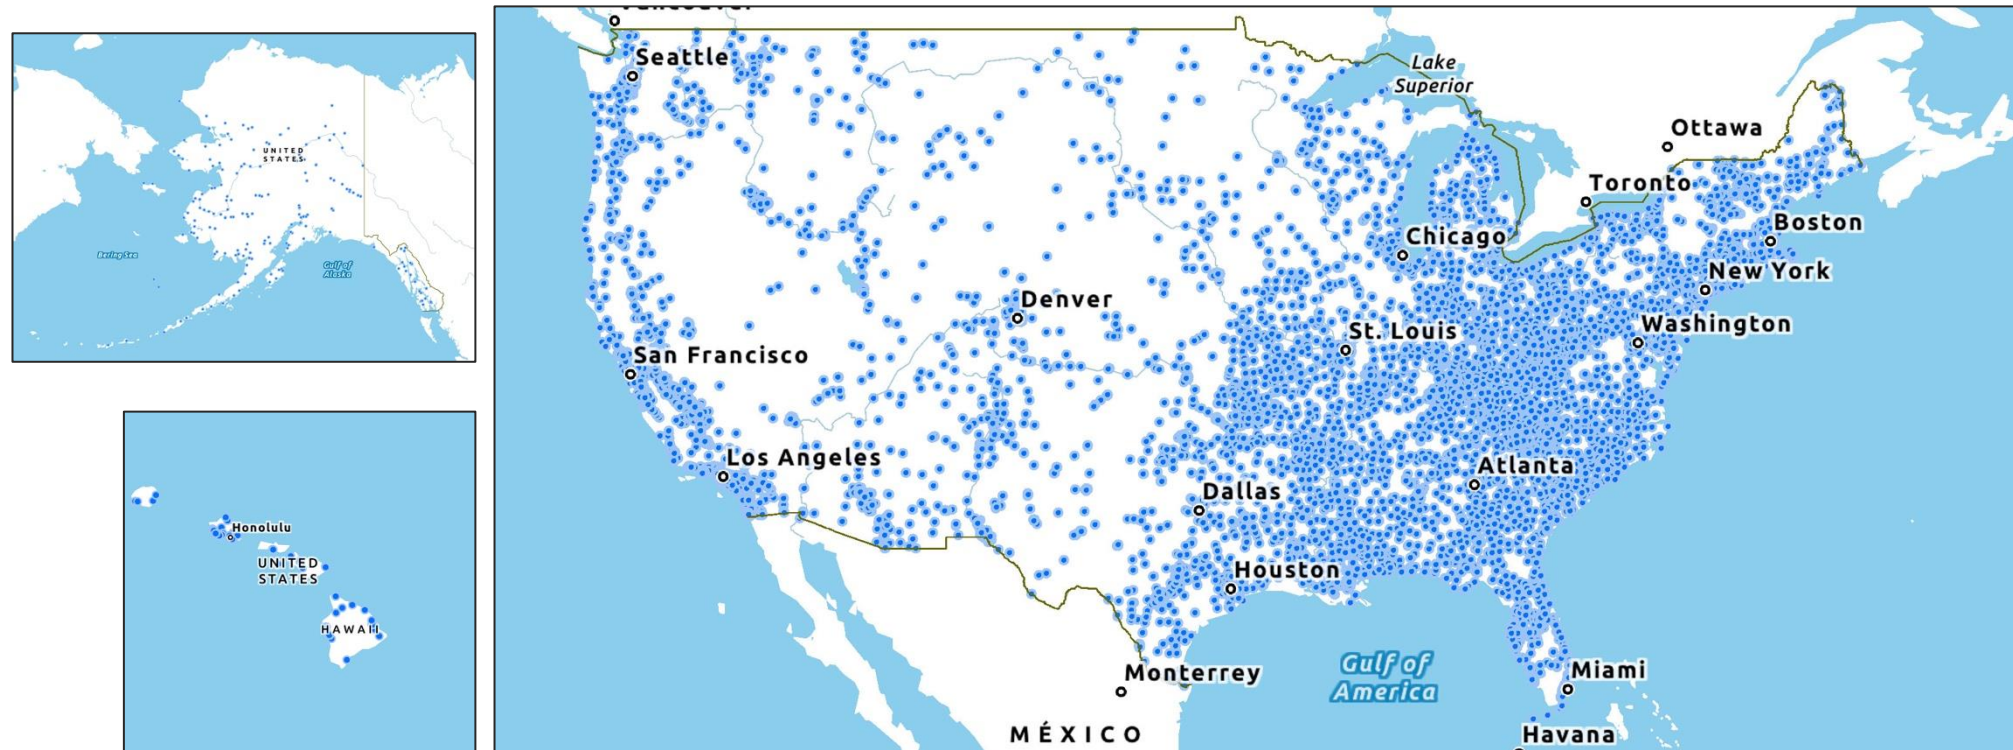 UNITED
STATES
Bering Sea
Gulf of
Alaska
Honolulu
UNITED
STATES
HAWAII
Vancouver
Seattle
Lake
Superior
Ottawa
Toronto
Boston
Chicago
New York
Denver
Washington
St. Louis
San Francisco
Los Angeles
Atlanta
Dallas
Houston
Gulf of
America
Miami
Monterrey
MÉXICO
Havana